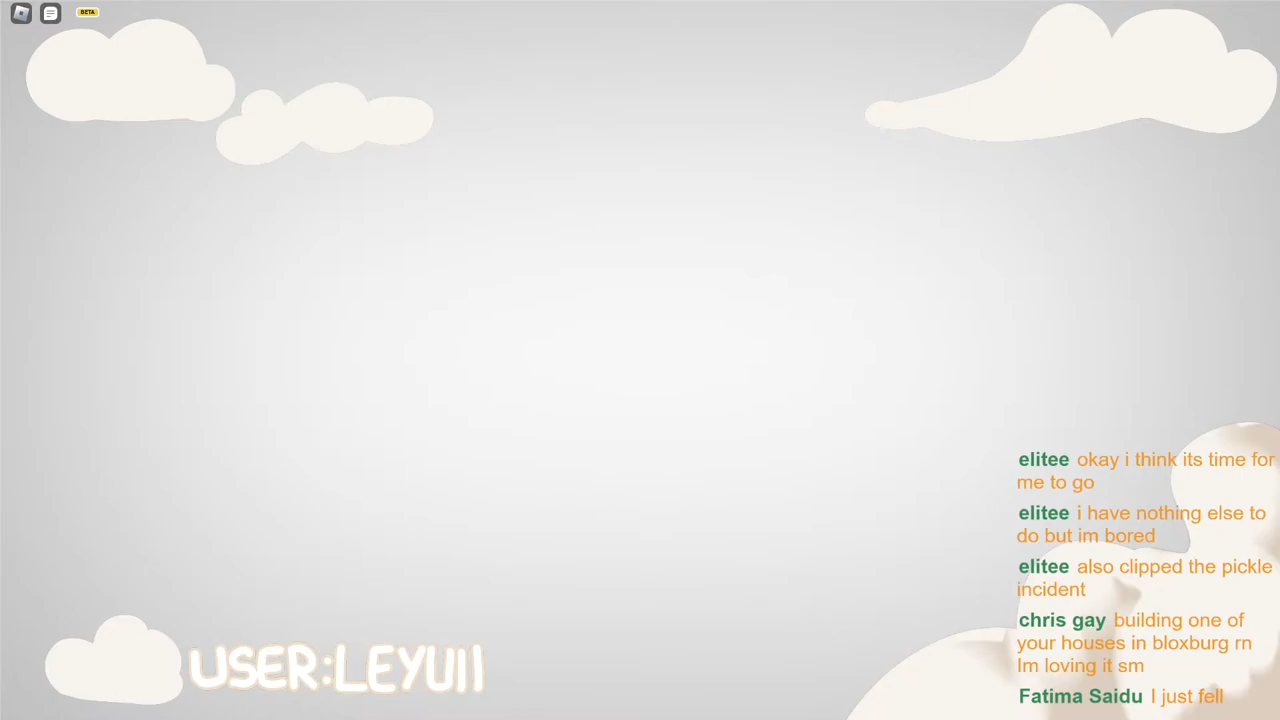 BETA
elitee okay i think its time for
me to go
elitee i have nothing else to
do but im bored
elitee also clipped the pickle
incident
chris gay building one of
your houses in bloxburg rn
Im loving it sm
Fatima Saidu I just fell
USER:LEYUII